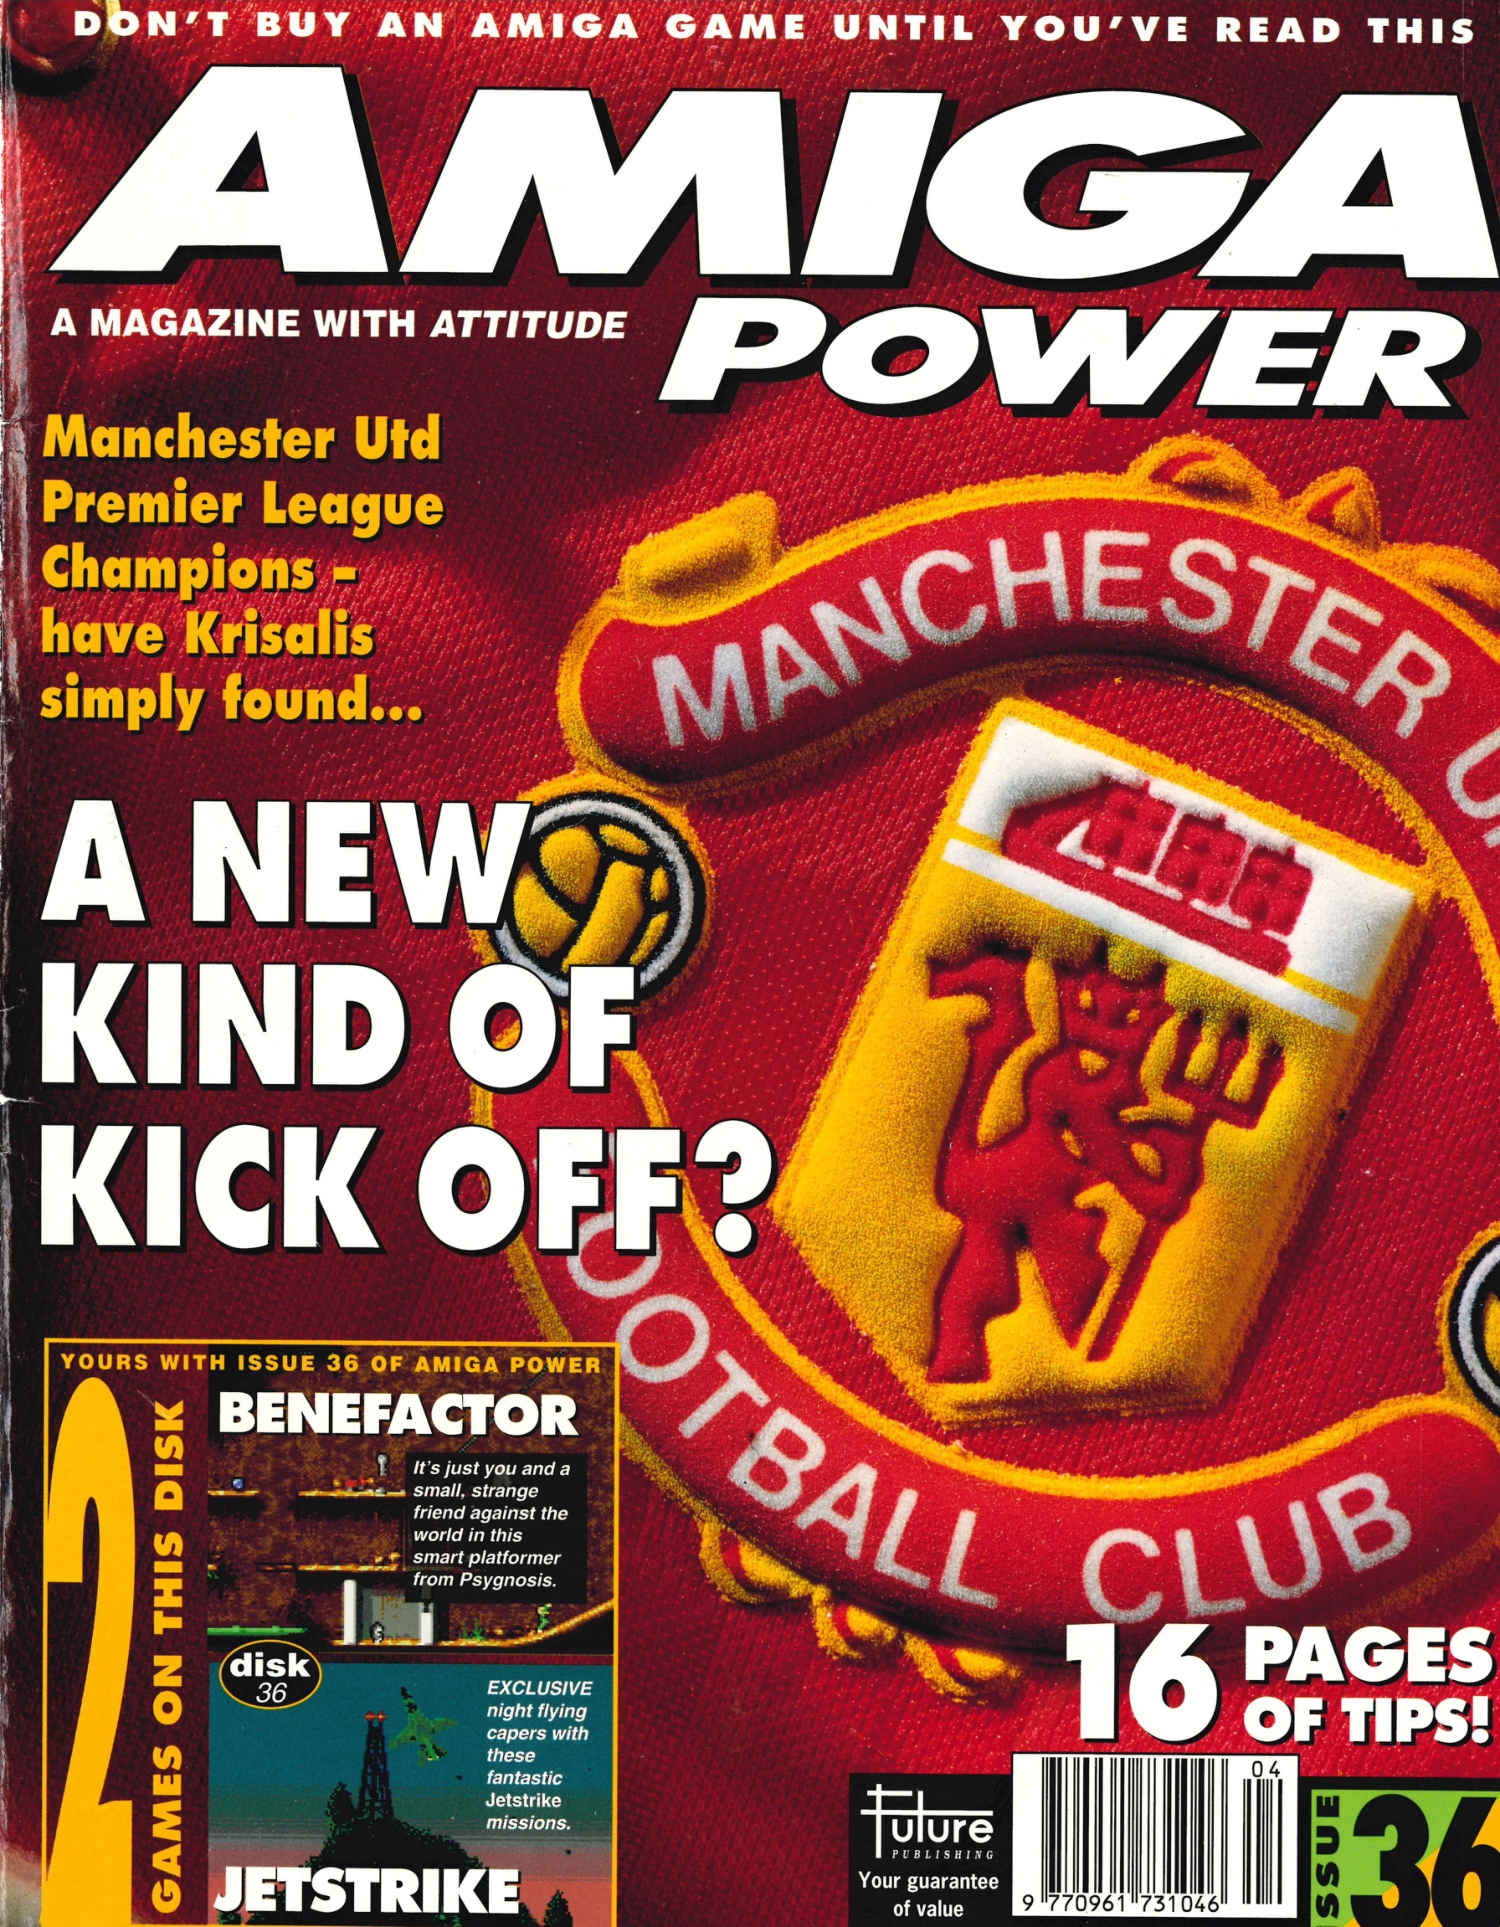 DON'T BUY AN AMIGA GAME UNTIL YOU'VE READ THIS
AMIGA
POWER
A MAGAZINE WITH ATTITUDE
Manchester Utd
Premier League
Champions –
have Krisalis
simply found...
A NEW
KIND OF
KICK OFF?
MANCHESTER
FOOTBALL CLUB
YOURS WITH ISSUE 36 OF AMIGA POWER
2
GAMES ON THIS DISK
BENEFACTOR
It's just you and a
small, strange
friend against the
world in this
smart platformer
from Psygnosis.
disk
36
EXCLUSIVE
night flying
capers with
these
fantastic
Jetstrike
missions.
JETSTRIKE
16 PAGES
OF TIPS!
Future
PUBLISHING
Your guarantee
of value
04
9 770961 731046
ISSUE
36